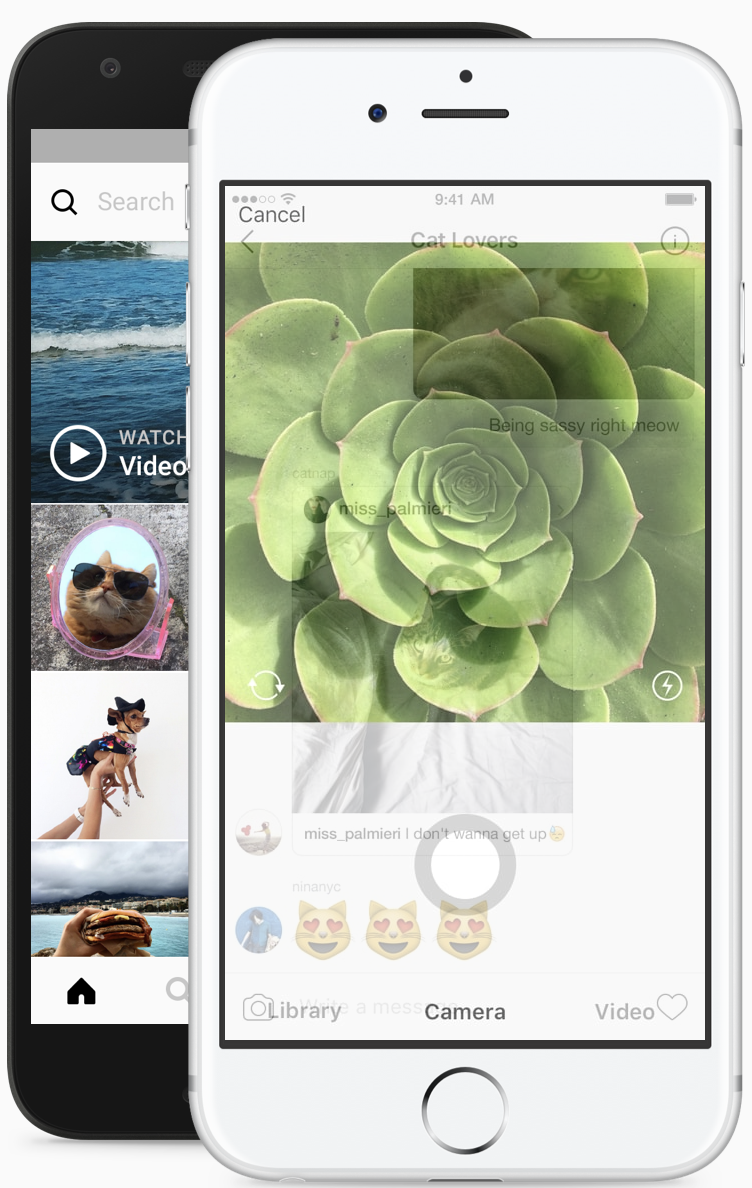 Search
WATCH
Video
9:41 AM
Cancel
Cat Lovers
Being sassy right meow
catnap
miss_palmieri
miss_palmieri I don't wanna get up
ninanyc
Write a message
Library
Camera
Video